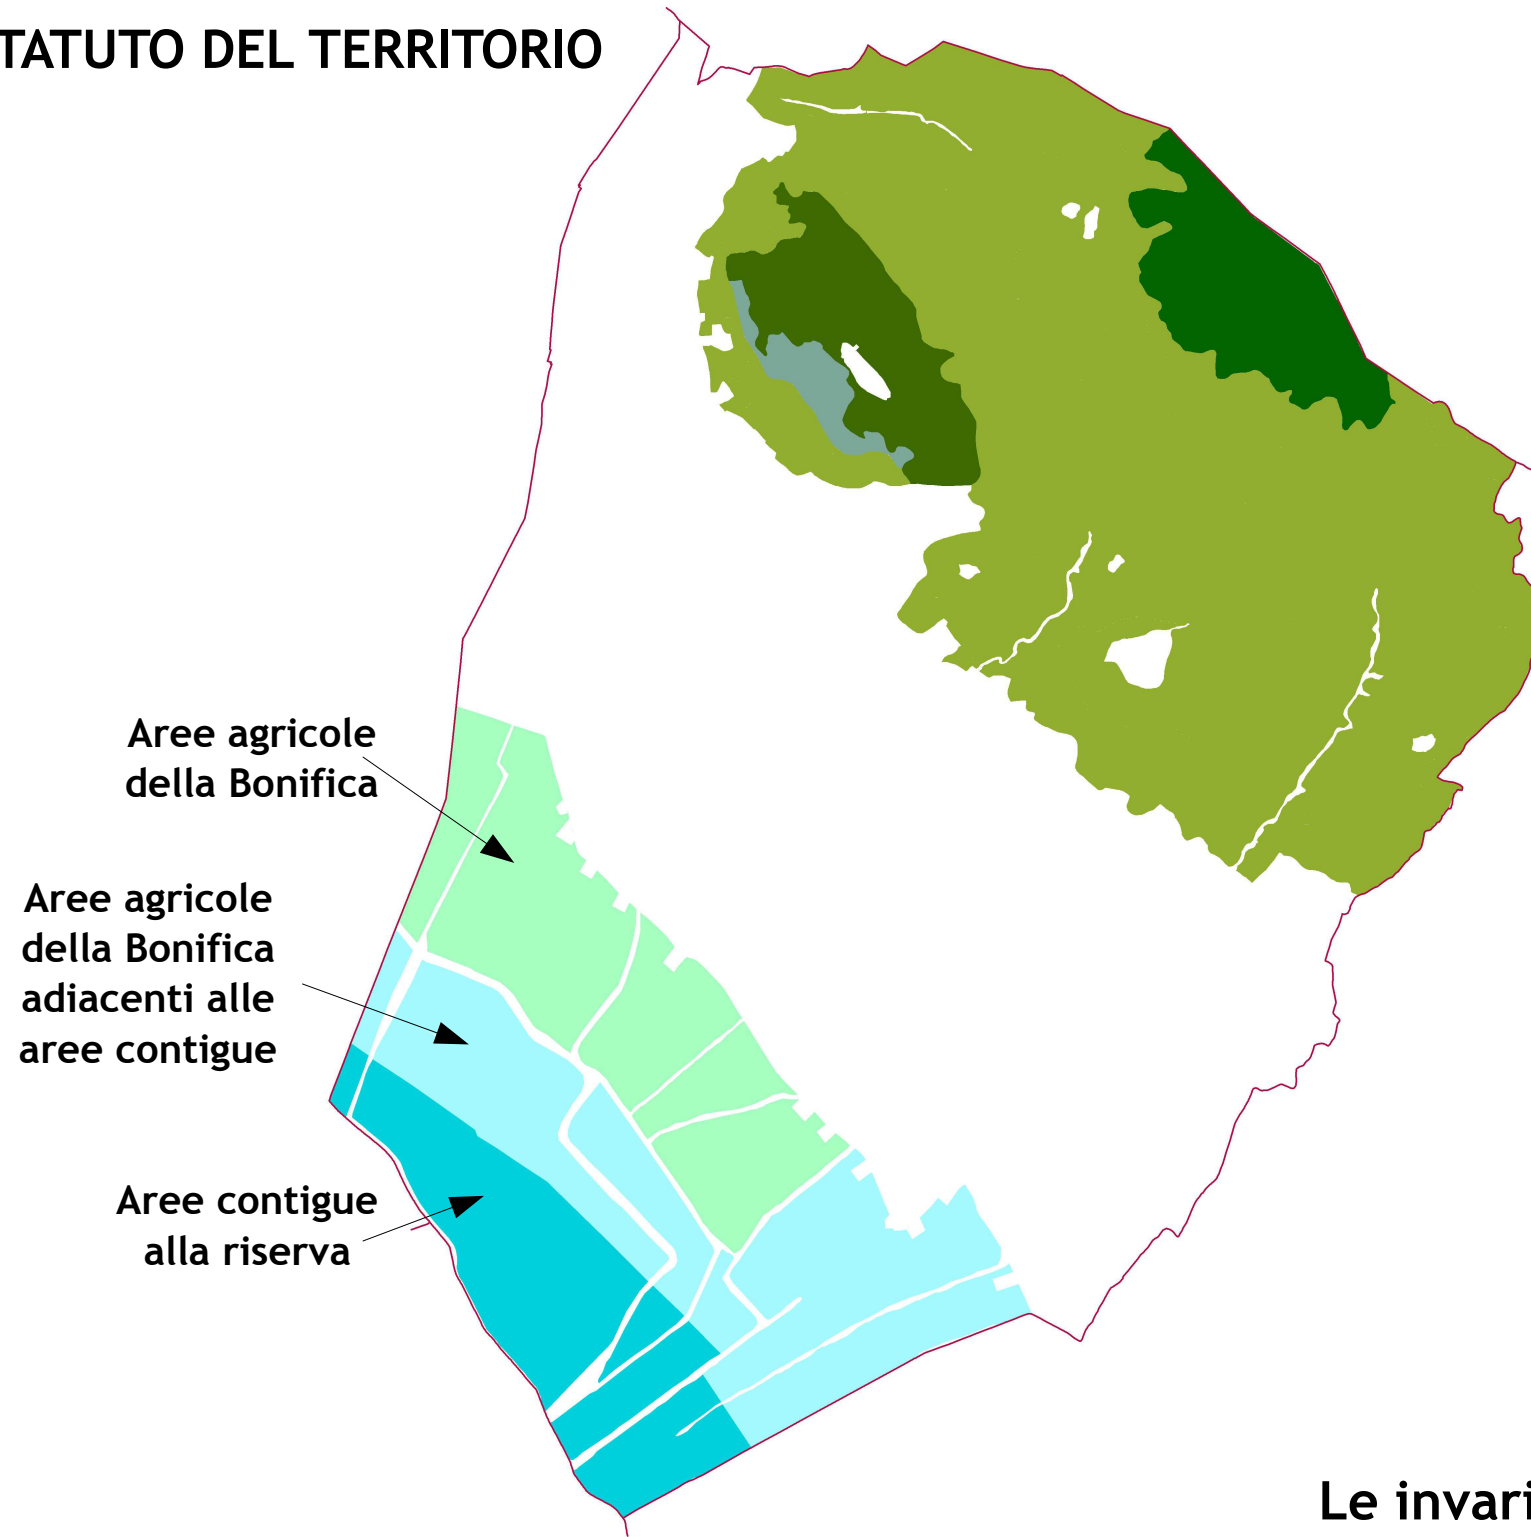 TATUTO DEL TERRITORIO
Aree agricole
della Bonifica
Aree agricole
della Bonifica
adiacenti alle
aree contigue
Aree contigue
alla riserva
Le invari